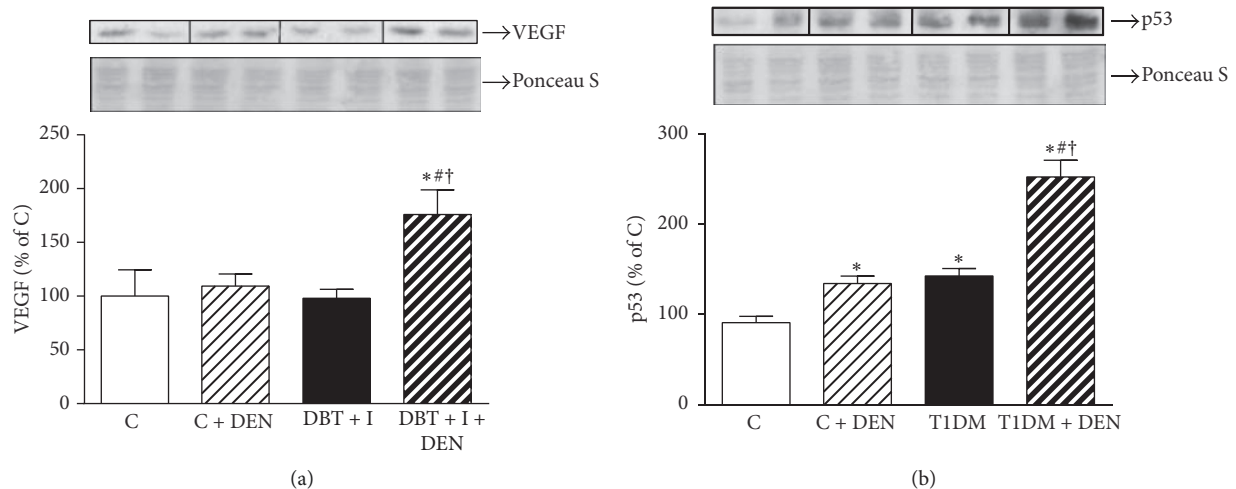 VEGF
Ponceau S
250
200
150
100
50
0
VEGF (% of C)
*#†
C
C + DEN
DBT + I
DBT + I +
DEN
(a)
p53
Ponceau S
300
200
100
0
p53 (% of C)
*
*
*#†
C
C + DEN
T1DM
T1DM + DEN
(b)